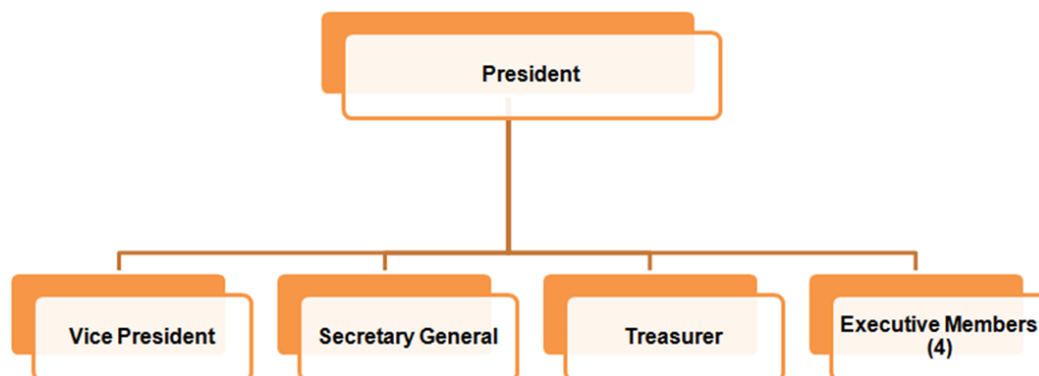 President
Vice President
Secretary General
Treasurer
Executive Members
(4)